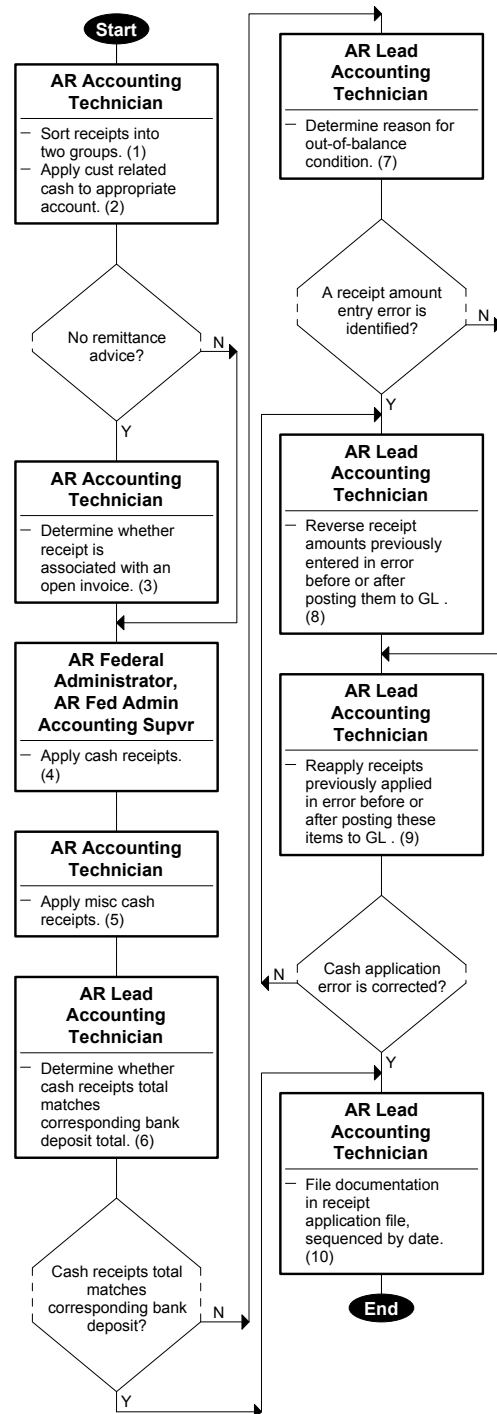 Start
AR Accounting
Technician
– Sort receipts into
two groups. (1)
– Apply cust related
cash to appropriate
account. (2)
No remittance
advice?
N
Y
AR Accounting
Technician
– Determine whether
receipt is
associated with an
open invoice. (3)
AR Federal
Administrator,
AR Fed Admin
Accounting Supvr
– Apply cash receipts.
(4)
AR Accounting
Technician
– Apply misc cash
receipts. (5)
AR Lead
Accounting
Technician
– Determine whether
cash receipts total
matches
corresponding bank
deposit total. (6)
Cash receipts total
matches
corresponding bank
deposit?
N
Y
AR Lead
Accounting
Technician
– Determine reason for
out-of-balance
condition. (7)
A receipt amount
entry error is
identified?
N
Y
AR Lead
Accounting
Technician
– Reverse receipt
amounts previously
entered in error
before or after
posting them to GL .
(8)
AR Lead
Accounting
Technician
– Reapply receipts
previously applied
in error before or
after posting these
items to GL . (9)
N
Cash application
error is corrected?
Y
AR Lead
Accounting
Technician
– File documentation
in receipt
application file,
sequenced by date.
(10)
End